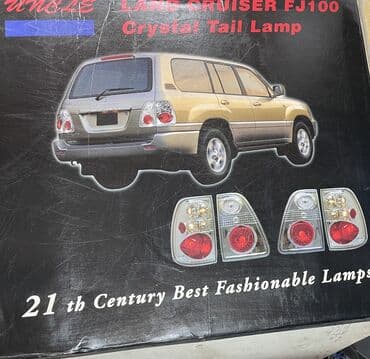 LAND CRUISER FJ100
Crystal Tail Lamp
21 th Century Best Fashionable Lamps